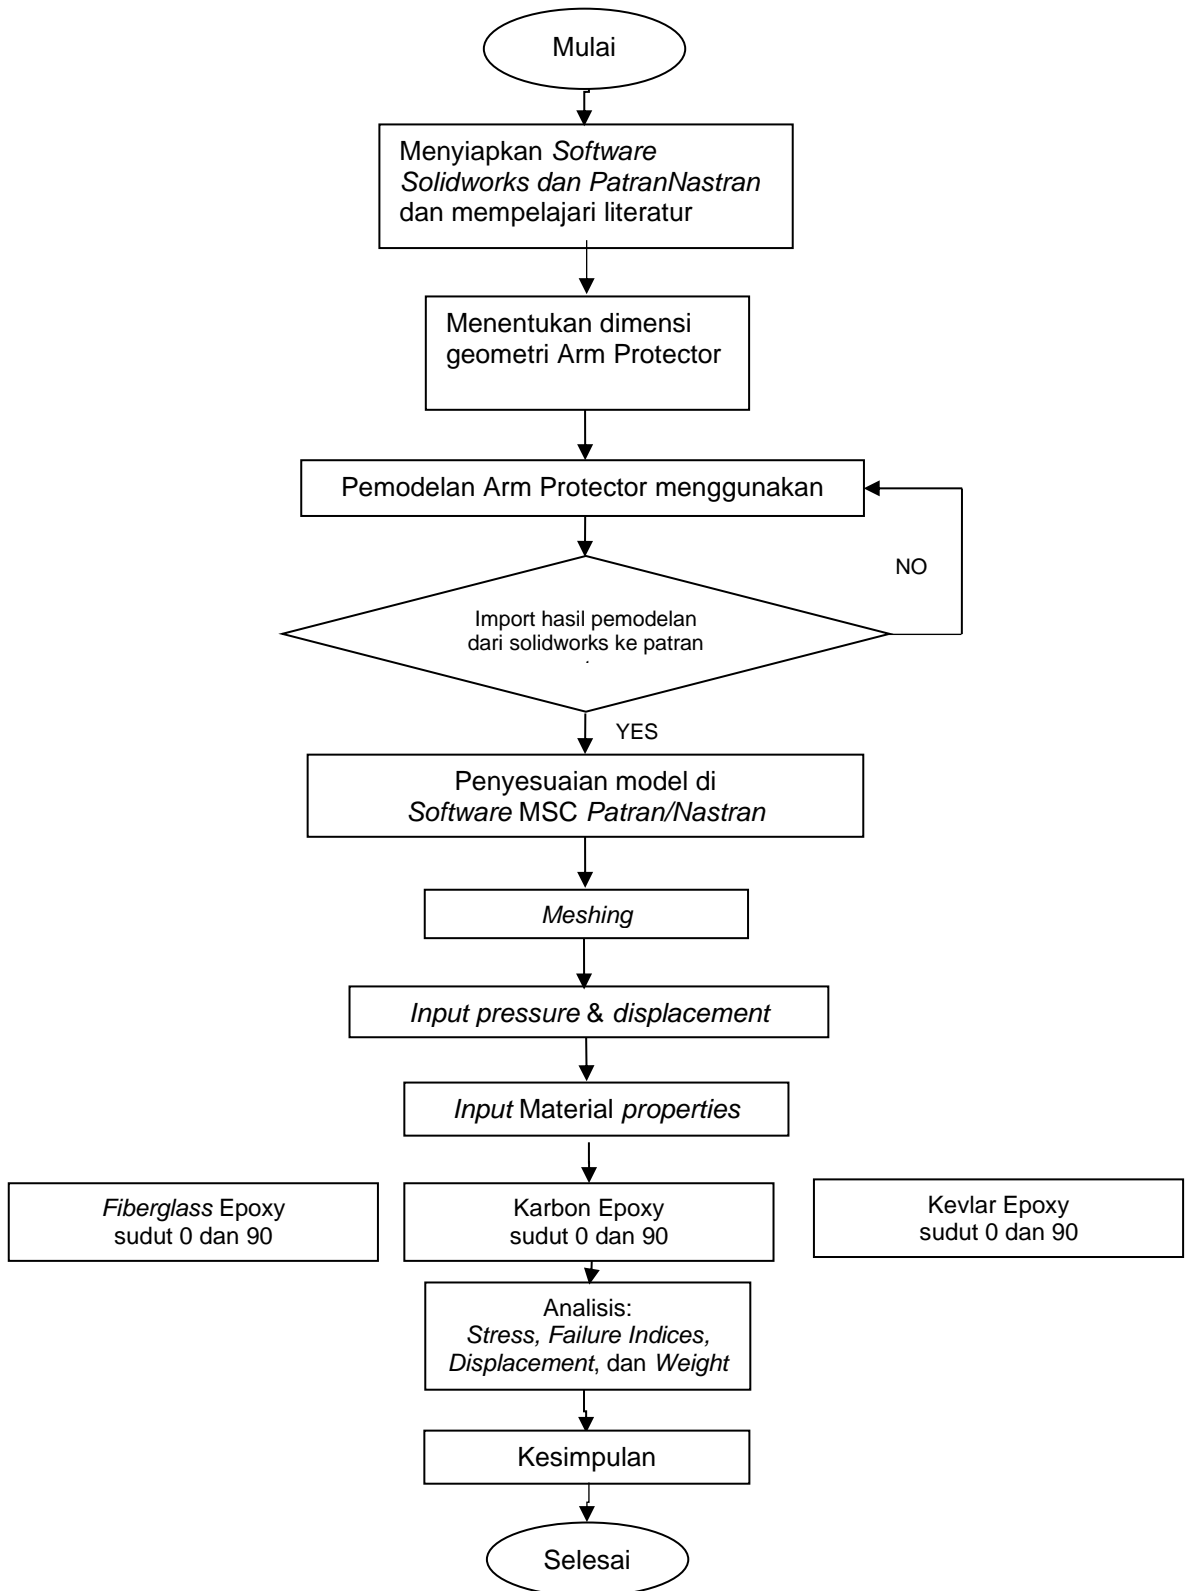 Mulai
Menyiapkan Software
Solidworks dan PatranNastran
dan mempelajari literatur
Menentukan dimensi
geometri Arm Protector
Pemodelan Arm Protector menggunakan
NO
Import hasil pemodelan
dari solidworks ke patran
YES
Penyesuaian model di
Software MSC Patran/Nastran
Meshing
Input pressure & displacement
Input Material properties
Fiberglass Epoxy
sudut 0 dan 90
Karbon Epoxy
sudut 0 dan 90
Kevlar Epoxy
sudut 0 dan 90
Analisis:
Stress, Failure Indices,
Displacement, dan Weight
Kesimpulan
Selesai